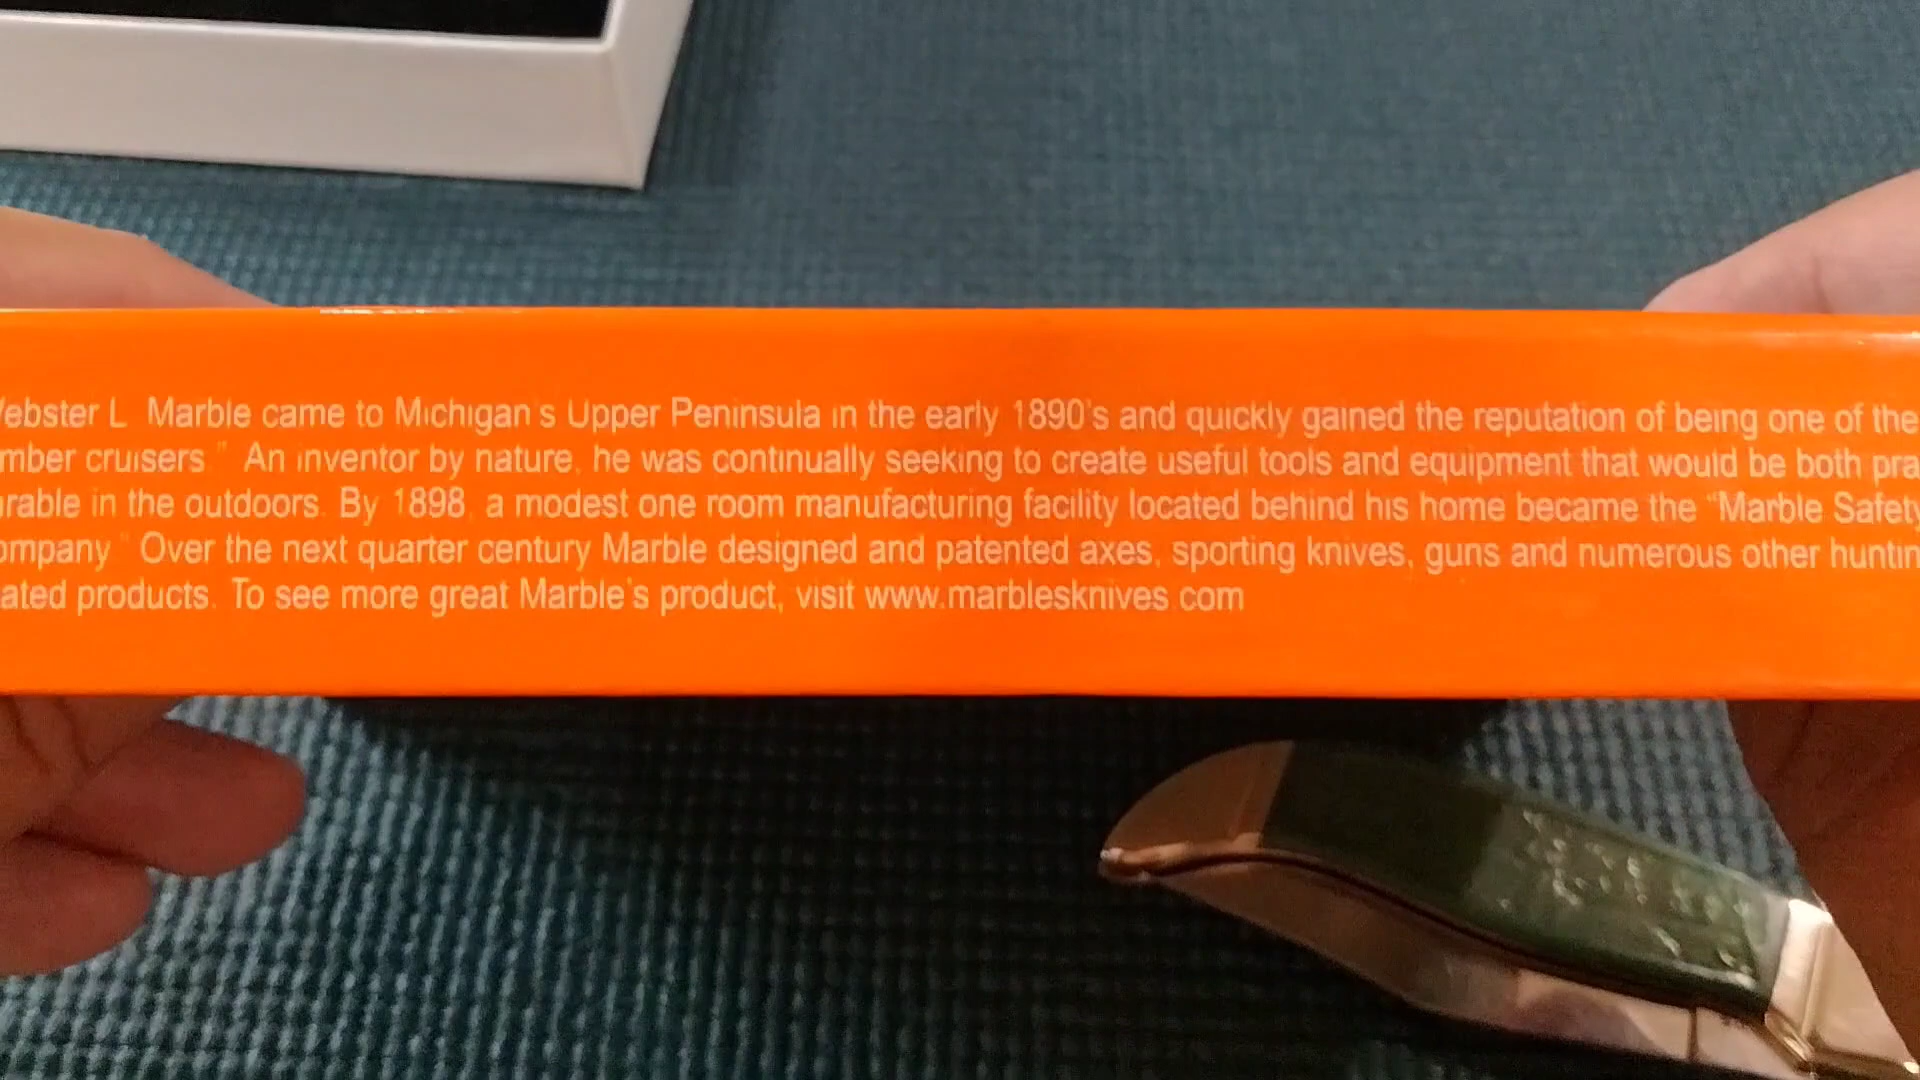 ebster L. Marble came to Michigan's Upper Peninsula in the early 1890's and quickly gained the reputation of being one of the
mber cruisers." An inventor by nature, he was continually seeking to create useful tools and equipment that would be both pra
rable in the outdoors. By 1898, a modest one room manufacturing facility located behind his home became the "Marble Safety
ompany." Over the next quarter century Marble designed and patented axes, sporting knives, guns and numerous other huntin
ated products. To see more great Marble's product, visit www.marblesknives.com